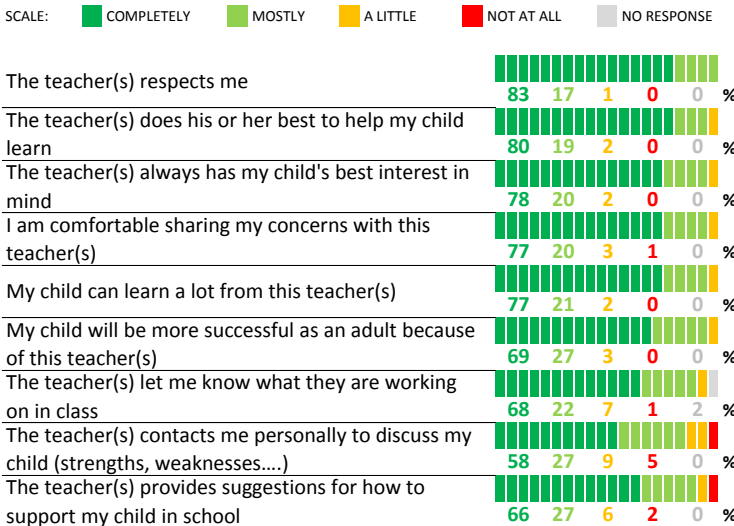 SCALE: COMPLETELY MOSTLY A LITTLE NOT AT ALL NO RESPONSE
The teacher(s) respects me
83 17 1 0 0 %
The teacher(s) does his or her best to help my child
learn
80 19 2 0 0 %
The teacher(s) always has my child's best interest in
mind
78 20 2 0 0 %
I am comfortable sharing my concerns with this
teacher(s)
77 20 3 1 0 %
My child can learn a lot from this teacher(s)
77 21 2 0 0 %
My child will be more successful as an adult because
of this teacher(s)
69 27 3 0 0 %
The teacher(s) let me know what they are working
on in class
68 22 7 1 2 %
The teacher(s) contacts me personally to discuss my
child (strengths, weaknesses....)
58 27 9 5 0 %
The teacher(s) provides suggestions for how to
support my child in school
66 27 6 2 0 %